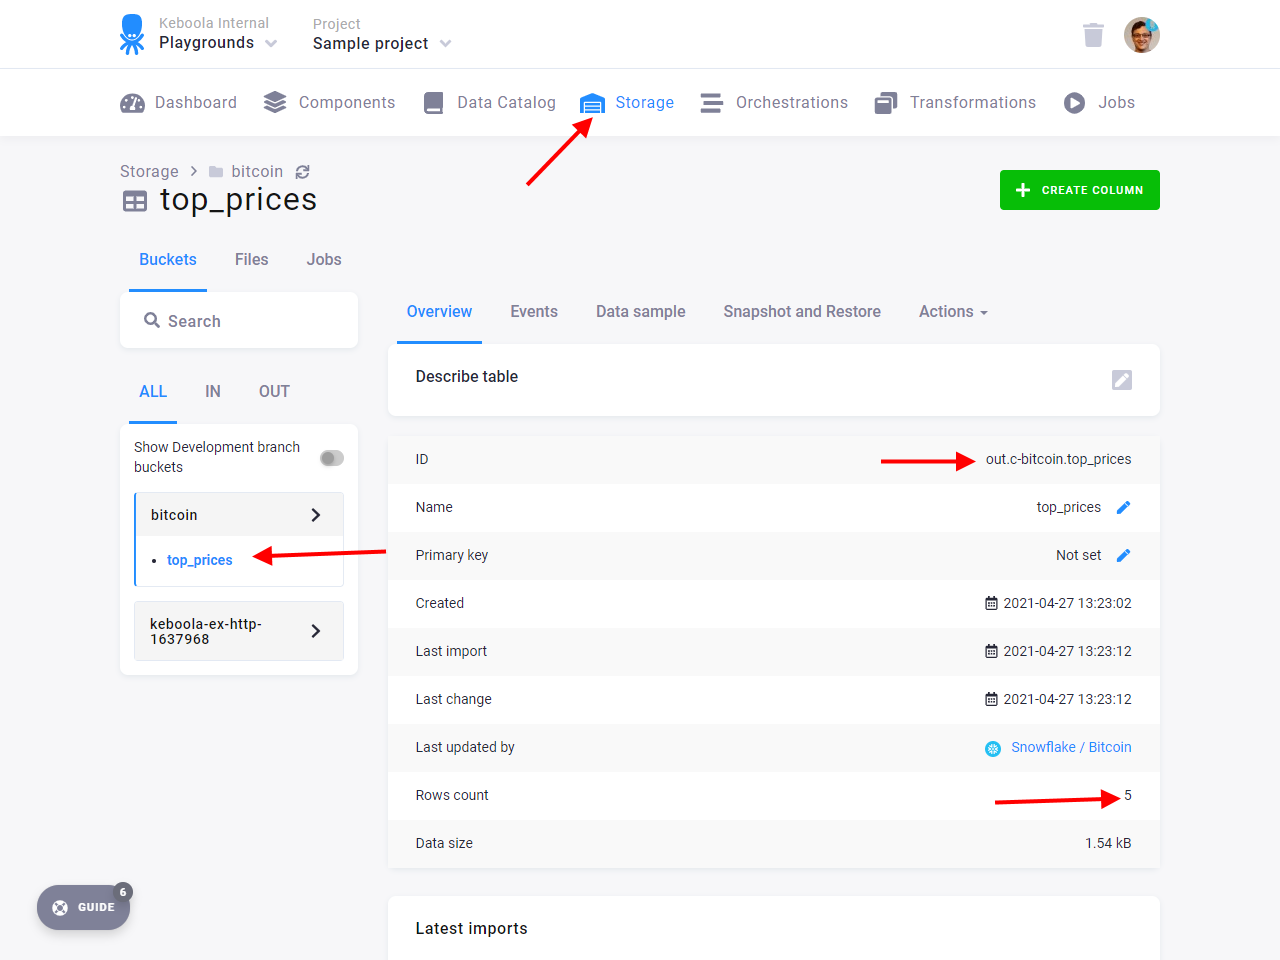 Keboola Internal
Playgrounds
Project
Sample project
Dashboard
Components
Data Catalog
Storage
Orchestrations
Transformations
Jobs
Storage
bitcoin
top_prices
CREATE COLUMN
Buckets
Files
Jobs
Search
ALL
IN
OUT
Show Development branch
buckets
bitcoin
top_prices
keboola-ex-http-
1637968
Overview
Events
Data sample
Snapshot and Restore
Actions
Describe table
ID out.c-bitcoin.top_prices
Name top_prices
Primary key Not set
Created 2021-04-27 13:23:02
Last import 2021-04-27 13:23:12
Last change 2021-04-27 13:23:12
Last updated by Snowflake / Bitcoin
Rows count 5
Data size 1.54 kB
Latest imports
GUIDE
6